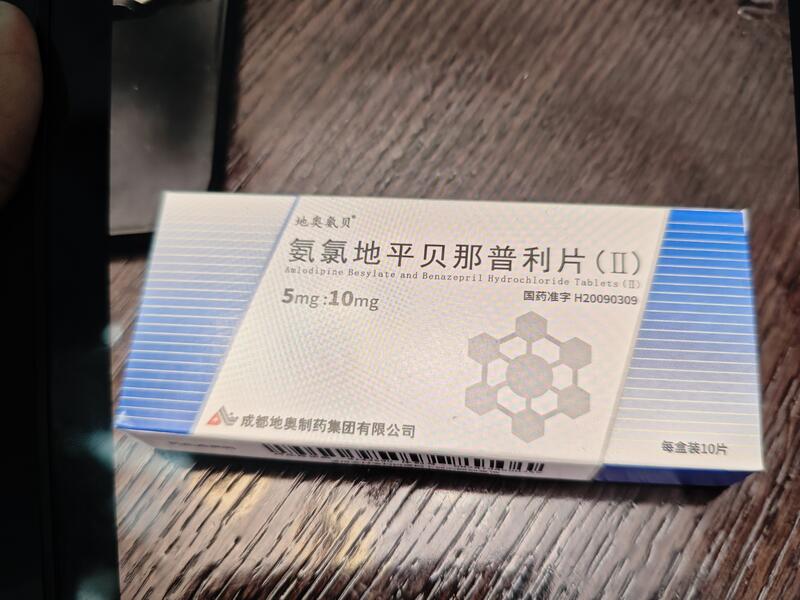 地奥氨贝®
氨氯地平贝那普利片(Ⅱ)
Amlodipine Besylate and Benazepril Hydrochloride Tablets (Ⅱ)
5mg:10mg
国药准字 H20090309
成都地奥制药集团有限公司
每盒装10片